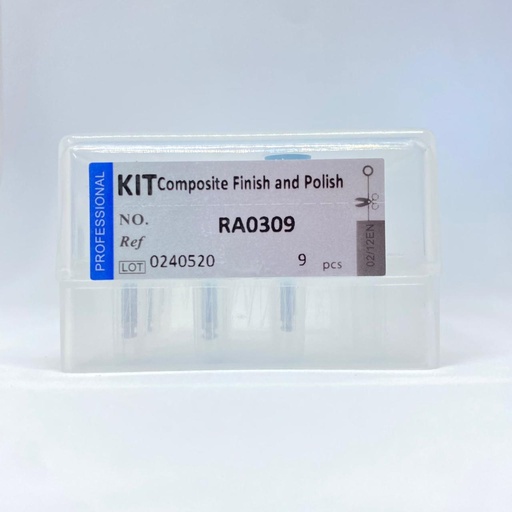 PROFESSIONAL
KIT Composite Finish and Polish
NO. RA0309
Ref
LOT 0240520 9 pcs
02/12EN